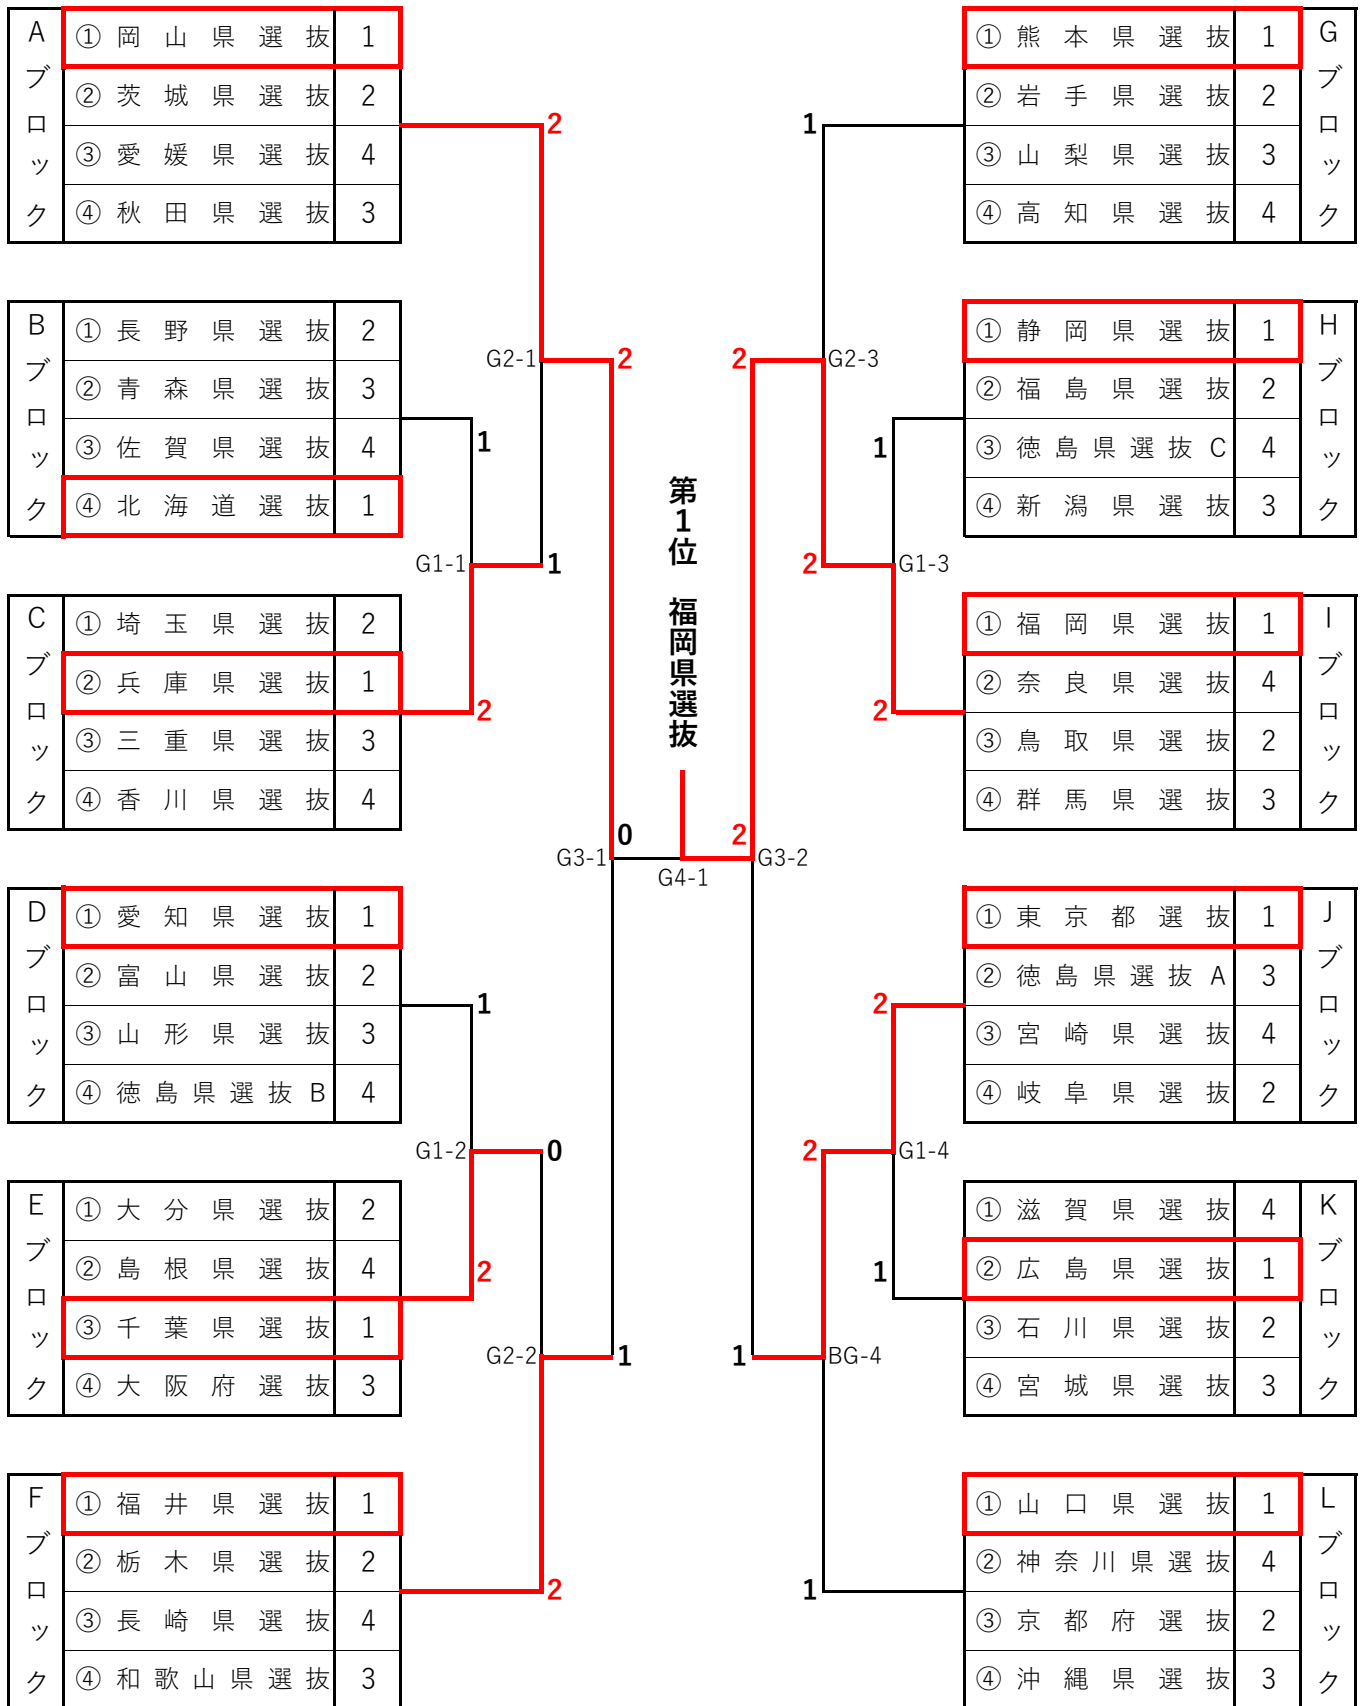 Aブロック
① 岡山県選抜 1
② 茨城県選抜 2
③ 愛媛県選抜 4
④ 秋田県選抜 3
Bブロック
① 長野県選抜 2
② 青森県選抜 3
③ 佐賀県選抜 4
④ 北海道選抜 1
Cブロック
① 埼玉県選抜 2
② 兵庫県選抜 1
③ 三重県選抜 3
④ 香川県選抜 4
Dブロック
① 愛知県選抜 1
② 富山県選抜 2
③ 山形県選抜 3
④ 徳島県選抜B 4
Eブロック
① 大分県選抜 2
② 島根県選抜 4
③ 千葉県選抜 1
④ 大阪府選抜 3
Fブロック
① 福井県選抜 1
② 栃木県選抜 2
③ 長崎県選抜 4
④ 和歌山県選抜 3
2
G2-1
2
1
G1-1
1
2
G3-1
0
1
G1-2
0
2
G2-2
1
2
第1位 福岡県選抜
G4-1
1
2
G2-3
1
2
G1-3
2
2
G3-2
2
2
G1-4
1
1
BG-4
1
Gブロック
① 熊本県選抜 1
② 岩手県選抜 2
③ 山梨県選抜 3
④ 高知県選抜 4
Hブロック
① 静岡県選抜 1
② 福島県選抜 2
③ 徳島県選抜C 4
④ 新潟県選抜 3
Iブロック
① 福岡県選抜 1
② 奈良県選抜 4
③ 鳥取県選抜 2
④ 群馬県選抜 3
Jブロック
① 東京都選抜 1
② 徳島県選抜A 3
③ 宮崎県選抜 4
④ 岐阜県選抜 2
Kブロック
① 滋賀県選抜 4
② 広島県選抜 1
③ 石川県選抜 2
④ 宮城県選抜 3
Lブロック
① 山口県選抜 1
② 神奈川県選抜 4
③ 京都府選抜 2
④ 沖縄県選抜 3